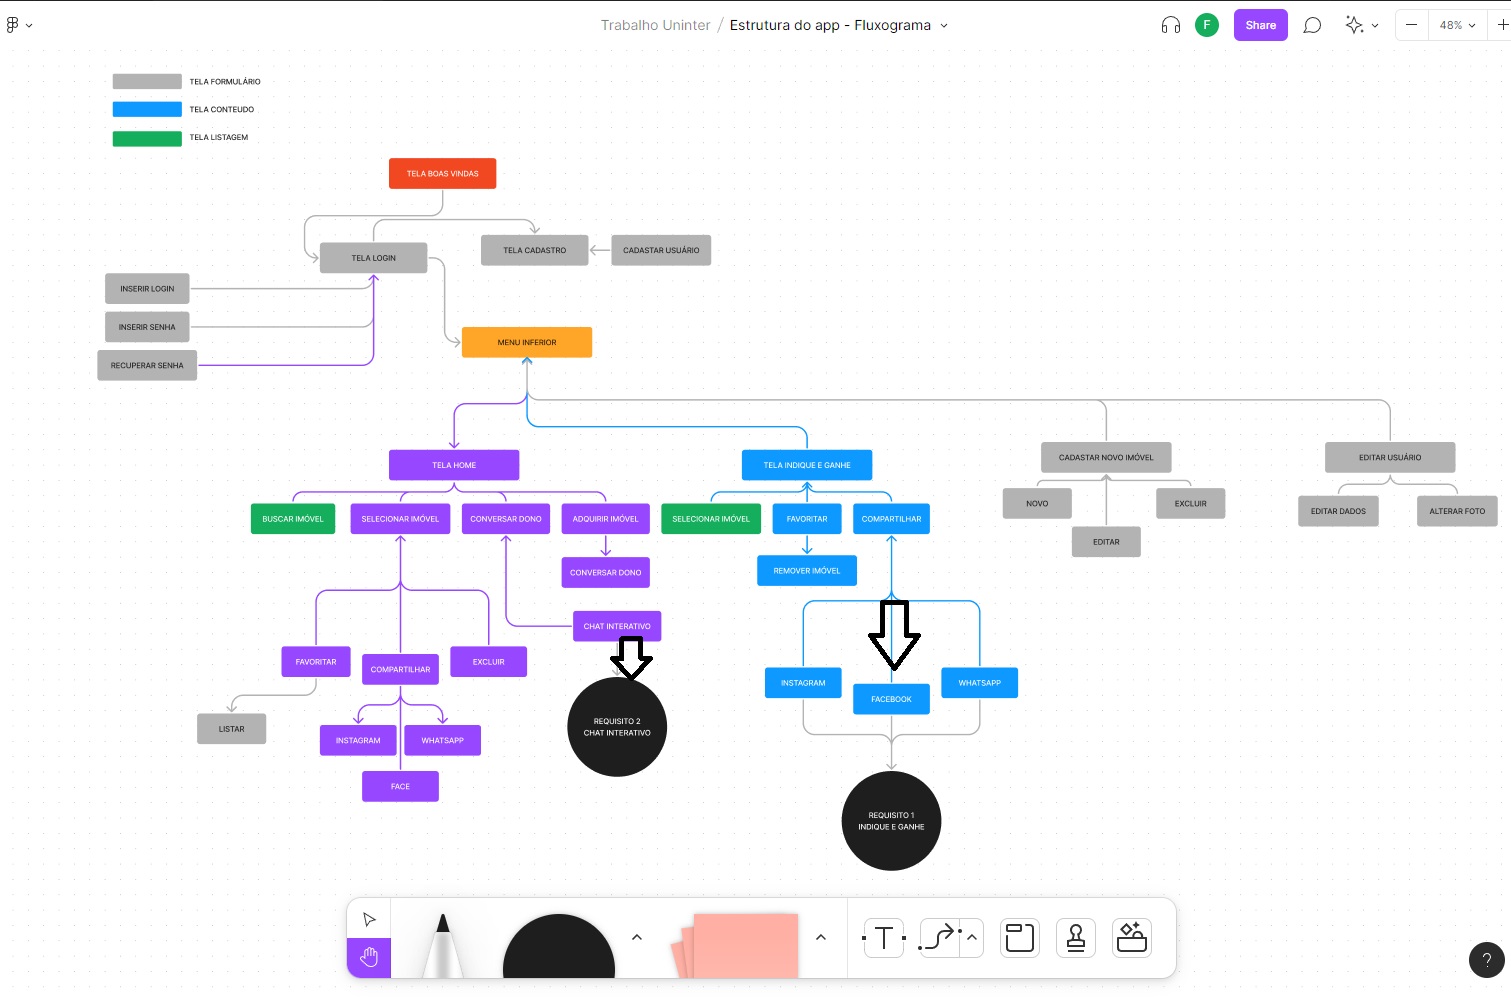 Trabalho Uninter / Estrutura do app - Fluxograma
F
Share
48%
TELA FORMULÁRIO
TELA CONTEUDO
TELA LISTAGEM
TELA BOAS VINDAS
TELA LOGIN
TELA CADASTRO
CADASTAR USUÁRIO
INSERIR LOGIN
INSERIR SENHA
RECUPERAR SENHA
MENU INFERIOR
TELA HOME
TELA INDIQUE E GANHE
CADASTAR NOVO IMÓVEL
EDITAR USUÁRIO
BUSCAR IMÓVEL
SELECIONAR IMÓVEL
CONVERSAR DONO
ADQUIRIR IMÓVEL
SELECIONAR IMÓVEL
FAVORITAR
COMPARTILHAR
NOVO
EXCLUIR
EDITAR DADOS
ALTERAR FOTO
EDITAR
CONVERSAR DONO
REMOVER IMÓVEL
CHAT INTERATIVO
FAVORITAR
COMPARTILHAR
EXCLUIR
INSTAGRAM
FACEBOOK
WHATSAPP
LISTAR
INSTAGRAM
WHATSAPP
REQUISITO 2
CHAT INTERATIVO
FACE
REQUISITO 1
INDIQUE E GANHE
T
?